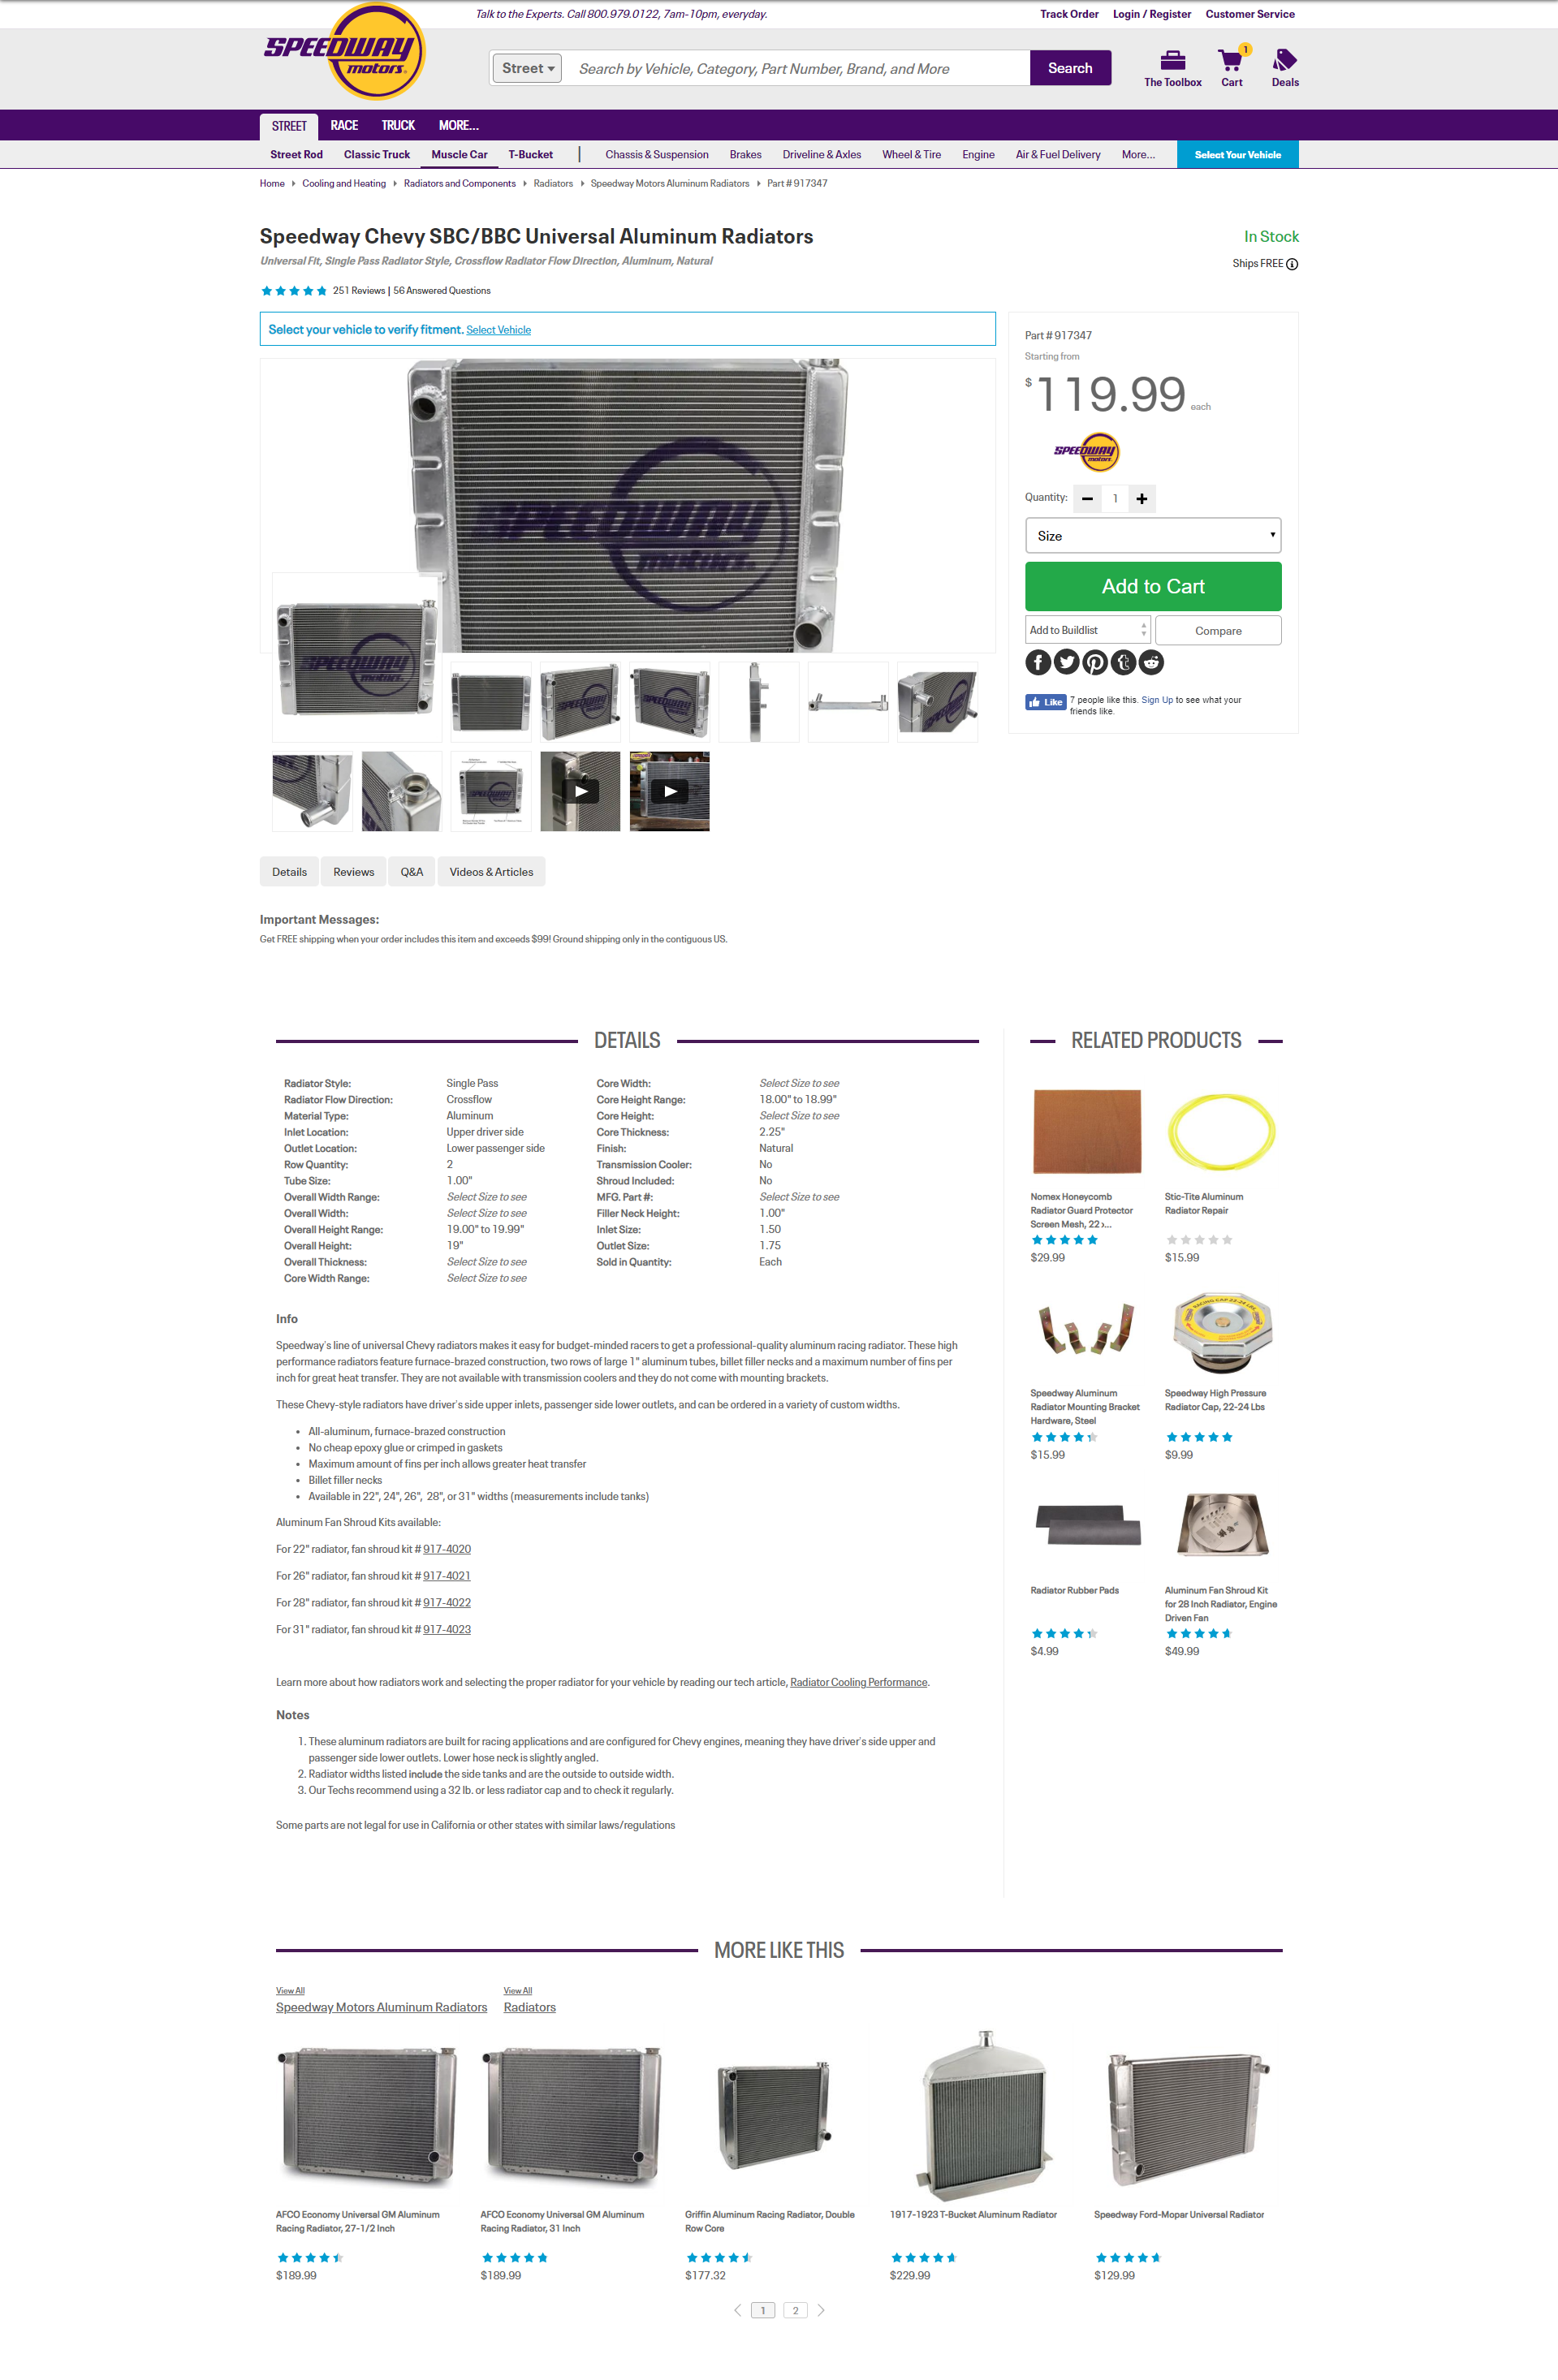 Talk to the Experts. Call 800.979.0122, 7am-10pm, everyday.
Track Order
Login / Register
Customer Service
SPEEDWAY
motors
Street
Search by Vehicle, Category, Part Number, Brand, and More
Search
The Toolbox
1
Cart
Deals
STREET
RACE
TRUCK
MORE...
Street Rod
Classic Truck
Muscle Car
T-Bucket
|
Chassis & Suspension
Brakes
Driveline & Axles
Wheel & Tire
Engine
Air & Fuel Delivery
More...
Select Your Vehicle
Home
Cooling and Heating
Radiators and Components
Radiators
Speedway Motors Aluminum Radiators
Part # 917347
Speedway Chevy SBC/BBC Universal Aluminum Radiators
Universal Fit, Single Pass Radiator Style, Crossflow Radiator Flow Direction, Aluminum, Natural
251 Reviews | 56 Answered Questions
In Stock
Ships FREE
Select your vehicle to verify fitment. Select Vehicle
SPEEDWAY
motors
SPEEDWAY
motors
Part # 917347
Starting from
$119.99 each
SPEEDWAY
motors
Quantity:
1
Size
Add to Cart
Add to Buildlist
Compare
Like
7 people like this. Sign Up to see what your
friends like.
Details
Reviews
Q&A
Videos & Articles
Important Messages:
Get FREE shipping when your order includes this item and exceeds $99! Ground shipping only in the contiguous US.
DETAILS
Radiator Style: Single Pass
Radiator Flow Direction: Crossflow
Material Type: Aluminum
Inlet Location: Upper driver side
Outlet Location: Lower passenger side
Row Quantity: 2
Tube Size: 1.00"
Overall Width Range: Select Size to see
Overall Width: Select Size to see
Overall Height Range: 19.00" to 19.99"
Overall Height: 19"
Overall Thickness: Select Size to see
Core Width Range: Select Size to see
Core Width: Select Size to see
Core Height Range: 18.00" to 18.99"
Core Height: Select Size to see
Core Thickness: 2.25"
Finish: Natural
Transmission Cooler: No
Shroud Included: No
MFG. Part #: Select Size to see
Filler Neck Height: 1.00"
Inlet Size: 1.50
Outlet Size: 1.75
Sold in Quantity: Each
Info
Speedway's line of universal Chevy radiators makes it easy for budget-minded racers to get a professional-quality aluminum racing radiator. These high
performance radiators feature furnace-brazed construction, two rows of large 1" aluminum tubes, billet filler necks and a maximum number of fins per
inch for great heat transfer. They are not available with transmission coolers and they do not come with mounting brackets.
These Chevy-style radiators have driver's side upper inlets, passenger side lower outlets, and can be ordered in a variety of custom widths.
• All-aluminum, furnace-brazed construction
• No cheap epoxy glue or crimped in gaskets
• Maximum amount of fins per inch allows greater heat transfer
• Billet filler necks
• Available in 22", 24", 26", 28", or 31" widths (measurements include tanks)
Aluminum Fan Shroud Kits available:
For 22" radiator, fan shroud kit # 917-4020
For 26" radiator, fan shroud kit # 917-4021
For 28" radiator, fan shroud kit # 917-4022
For 31" radiator, fan shroud kit # 917-4023
Learn more about how radiators work and selecting the proper radiator for your vehicle by reading our tech article, Radiator Cooling Performance.
Notes
1. These aluminum radiators are built for racing applications and are configured for Chevy engines, meaning they have driver's side upper and
passenger side lower outlets. Lower hose neck is slightly angled.
2. Radiator widths listed include the side tanks and are the outside to outside width.
3. Our Techs recommend using a 32 lb. or less radiator cap and to check it regularly.
Some parts are not legal for use in California or other states with similar laws/regulations
RELATED PRODUCTS
Nomex Honeycomb
Radiator Guard Protector
Screen Mesh, 22 x...
$29.99
Stic-Tite Aluminum
Radiator Repair
$15.99
RACING CAP 22-24 LBS
Speedway Aluminum
Radiator Mounting Bracket
Hardware, Steel
$15.99
Speedway High Pressure
Radiator Cap, 22-24 Lbs
$9.99
Radiator Rubber Pads
$4.99
Aluminum Fan Shroud Kit
for 28 Inch Radiator, Engine
Driven Fan
$49.99
MORE LIKE THIS
View All
Speedway Motors Aluminum Radiators
View All
Radiators
AFCO Economy Universal GM Aluminum
Racing Radiator, 27-1/2 Inch
$189.99
AFCO Economy Universal GM Aluminum
Racing Radiator, 31 Inch
$189.99
Griffin Aluminum Racing Radiator, Double
Row Core
$177.32
1917-1923 T-Bucket Aluminum Radiator
$229.99
Speedway Ford-Mopar Universal Radiator
$129.99
1
2